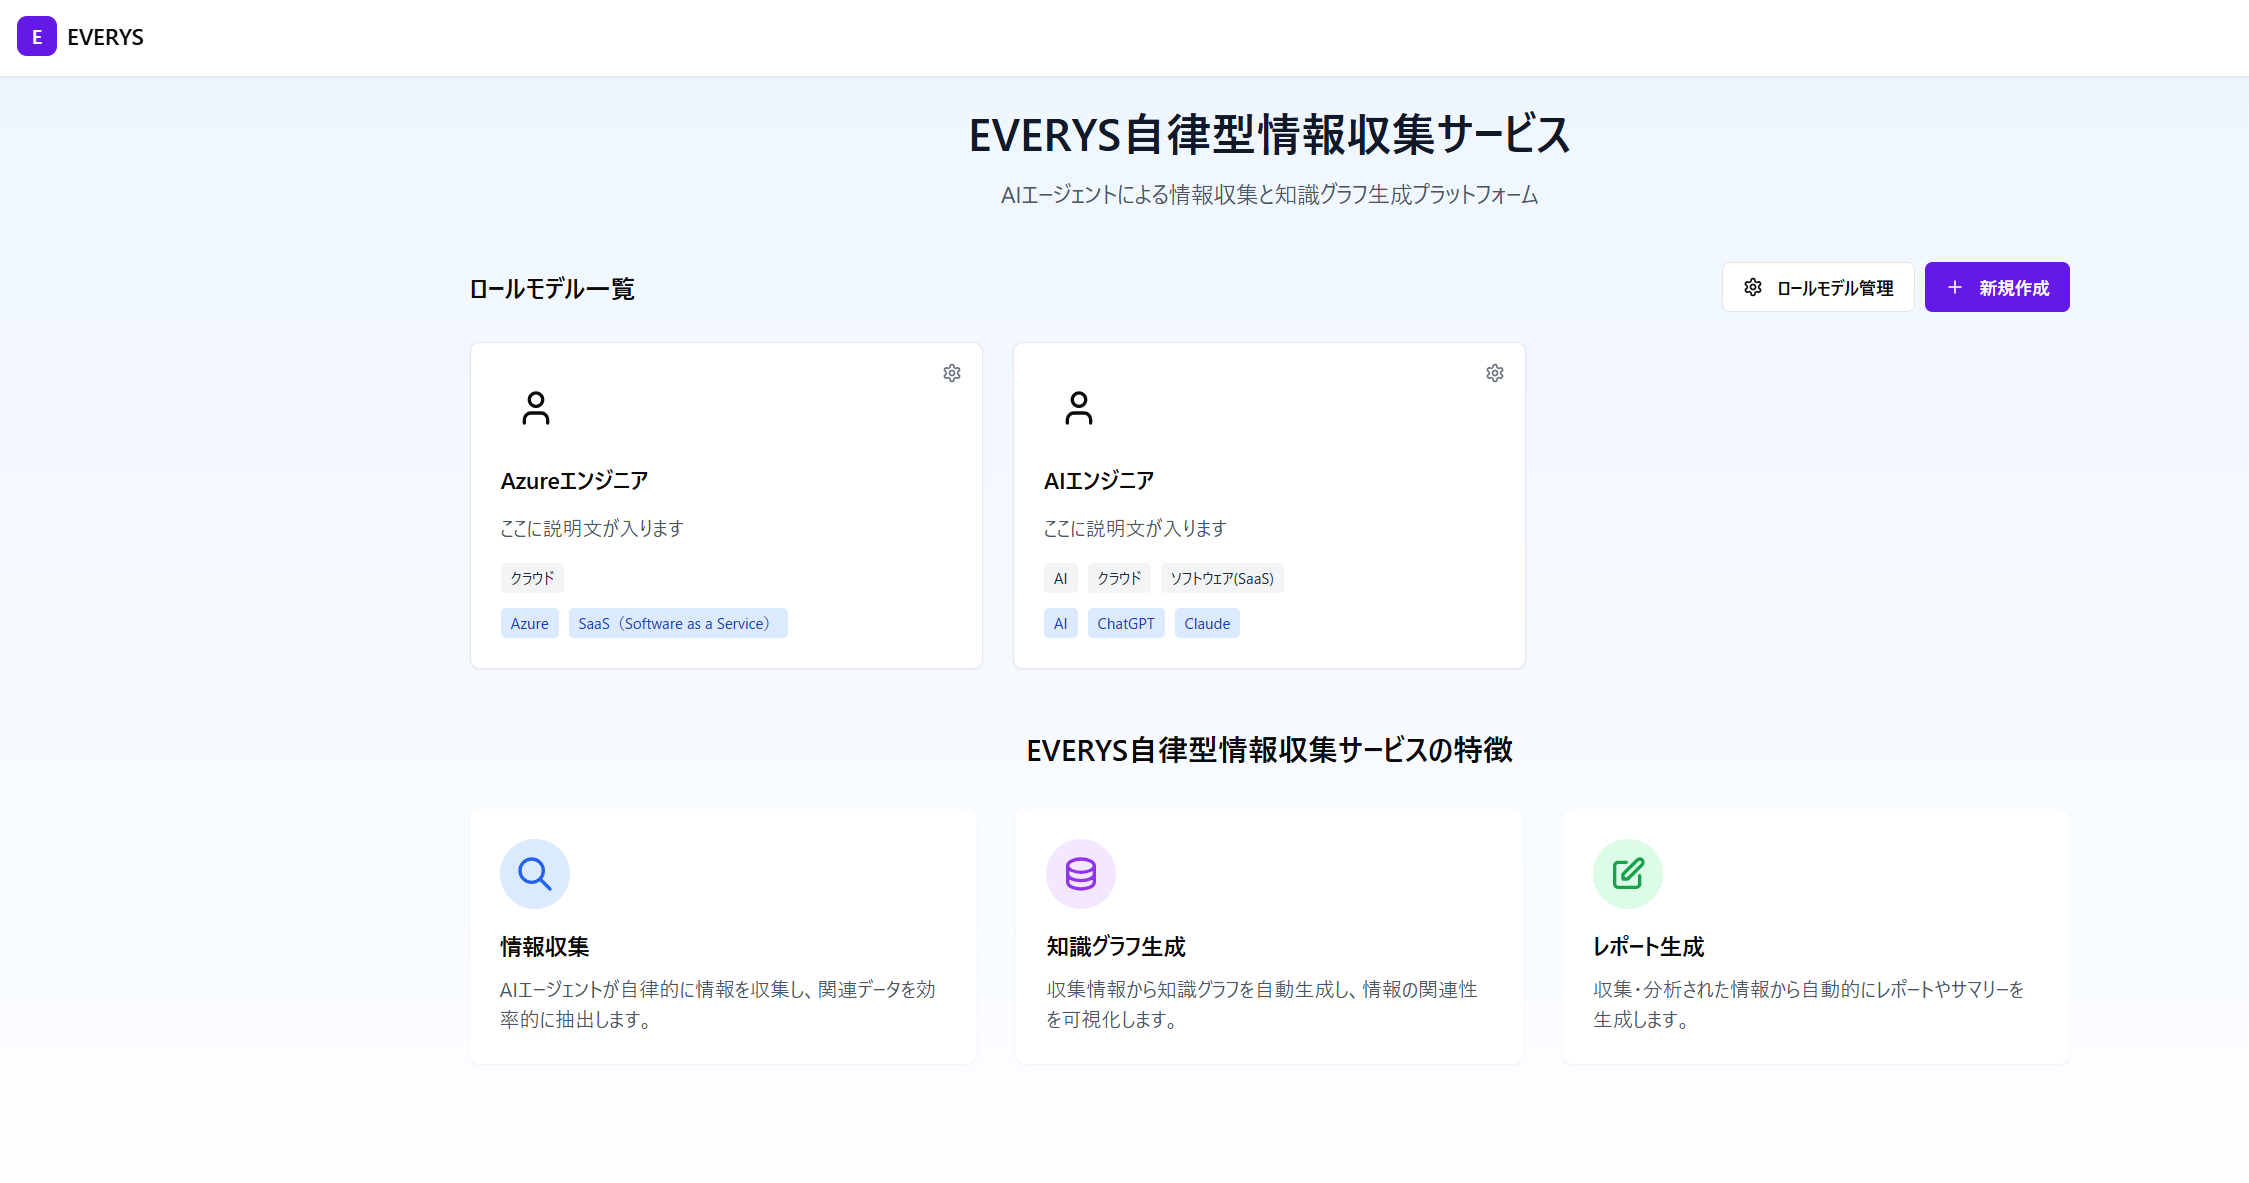 E EVERYS
EVERYS自律型情報収集サービス
AIエージェントによる情報収集と知識グラフ生成プラットフォーム
ロールモデル一覧
ロールモデル管理
新規作成
Azureエンジニア
ここに説明文が入ります
クラウド
Azure SaaS（Software as a Service）
AIエンジニア
ここに説明文が入ります
AI クラウド ソフトウェア(SaaS)
AI ChatGPT Claude
EVERYS自律型情報収集サービスの特徴
情報収集
AIエージェントが自律的に情報を収集し、関連データを効
率的に抽出します。
知識グラフ生成
収集情報から知識グラフを自動生成し、情報の関連性
を可視化します。
レポート生成
収集・分析された情報から自動的にレポートやサマリーを
生成します。